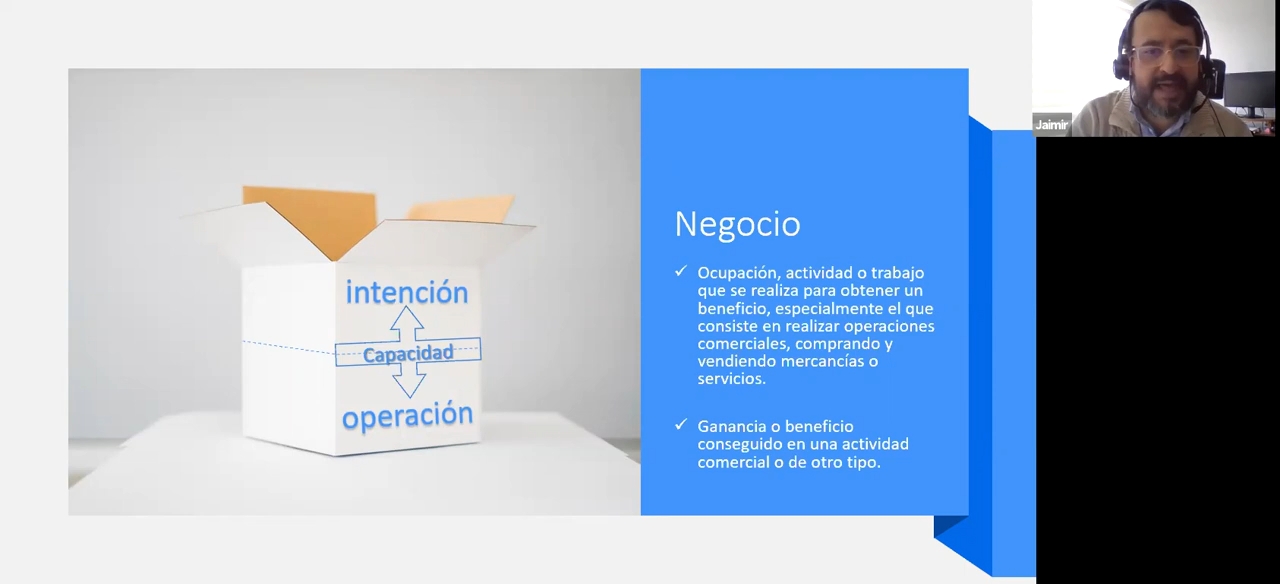 Jaimir
intención
Capacidad
operación
Negocio
✓ Ocupación, actividad o trabajo
que se realiza para obtener un
beneficio, especialmente el que
consiste en realizar operaciones
comerciales, comprando y
vendiendo mercancías o
servicios.
✓ Ganancia o beneficio
conseguido en una actividad
comercial o de otro tipo.